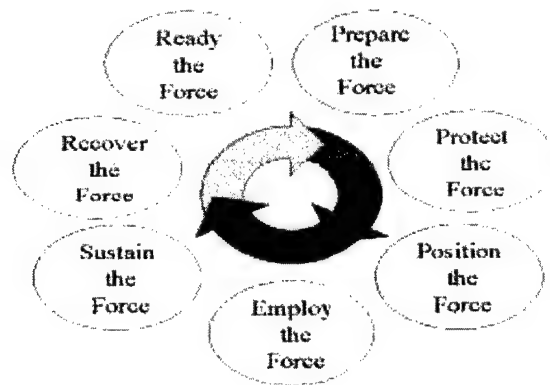 Ready
the
Force
Prepare
the
Force
Recover
the
Force
Protect
the
Force
Sustain
the
Force
Position
the
Force
Employ
the
Force